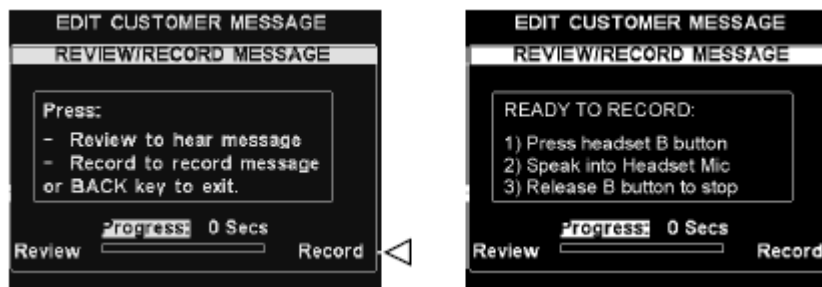 EDIT CUSTOMER MESSAGE
REVIEW/RECORD MESSAGE
Press:
- Review to hear message
- Record to record message
or BACK key to exit.
Progress: 0 Secs
Review Record
EDIT CUSTOMER MESSAGE
REVIEW/RECORD MESSAGE
READY TO RECORD:
1) Press headset B button
2) Speak into Headset Mic
3) Release B button to stop
Progress: 0 Secs
Review Record